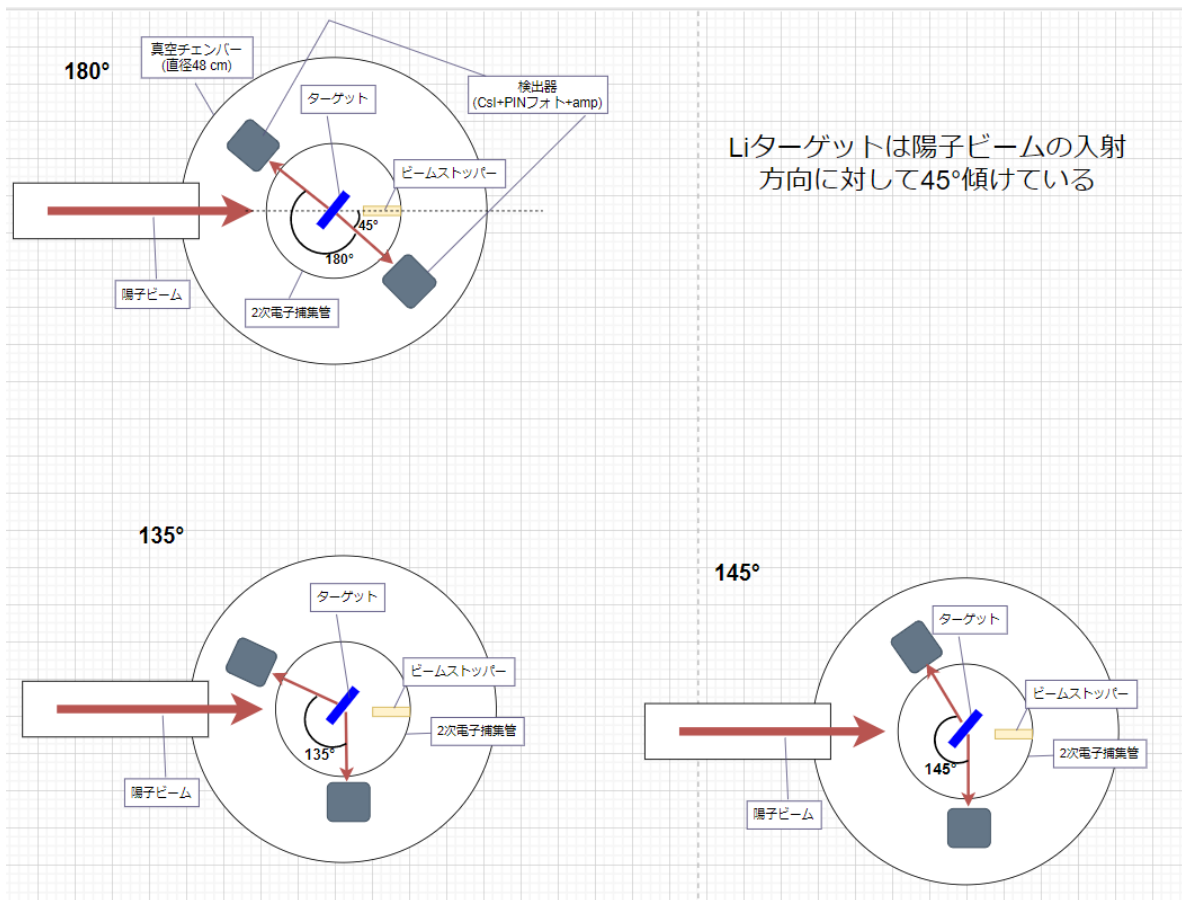 180°
真空チェンバー
(直径48 cm)
ターゲット
検出器
(CsI+PINフォト+amp)
ビームストッパー
45°
180°
陽子ビーム
2次電子捕集管
Liターゲットは陽子ビームの入射
方向に対して45°傾けている
135°
ターゲット
ビームストッパー
2次電子捕集管
135°
陽子ビーム
145°
ターゲット
ビームストッパー
2次電子捕集管
145°
陽子ビーム